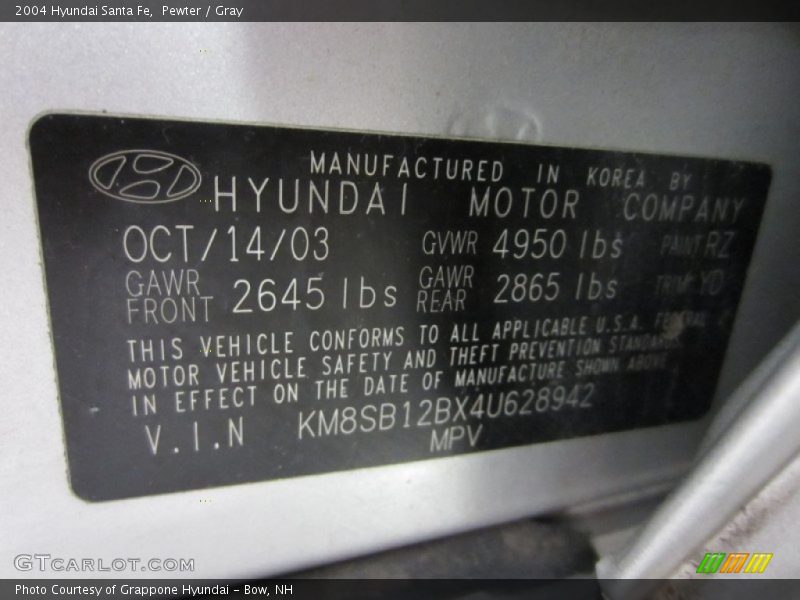 2004 Hyundai Santa Fe, Pewter / Gray
MANUFACTURED IN KOREA BY
HYUNDAI MOTOR COMPANY
OCT/14/03 GVWR 4950 lbs PAINT RZ
GAWR FRONT 2645 lbs GAWR REAR 2865 lbs TRIM YD
THIS VEHICLE CONFORMS TO ALL APPLICABLE U.S.A. FEDERAL
MOTOR VEHICLE SAFETY AND THEFT PREVENTION STANDARDS
IN EFFECT ON THE DATE OF MANUFACTURE SHOWN ABOVE
V.I.N KM8SB12BX4U628942
MPV
GTCARLOT.COM
Photo Courtesy of Grappone Hyundai - Bow, NH